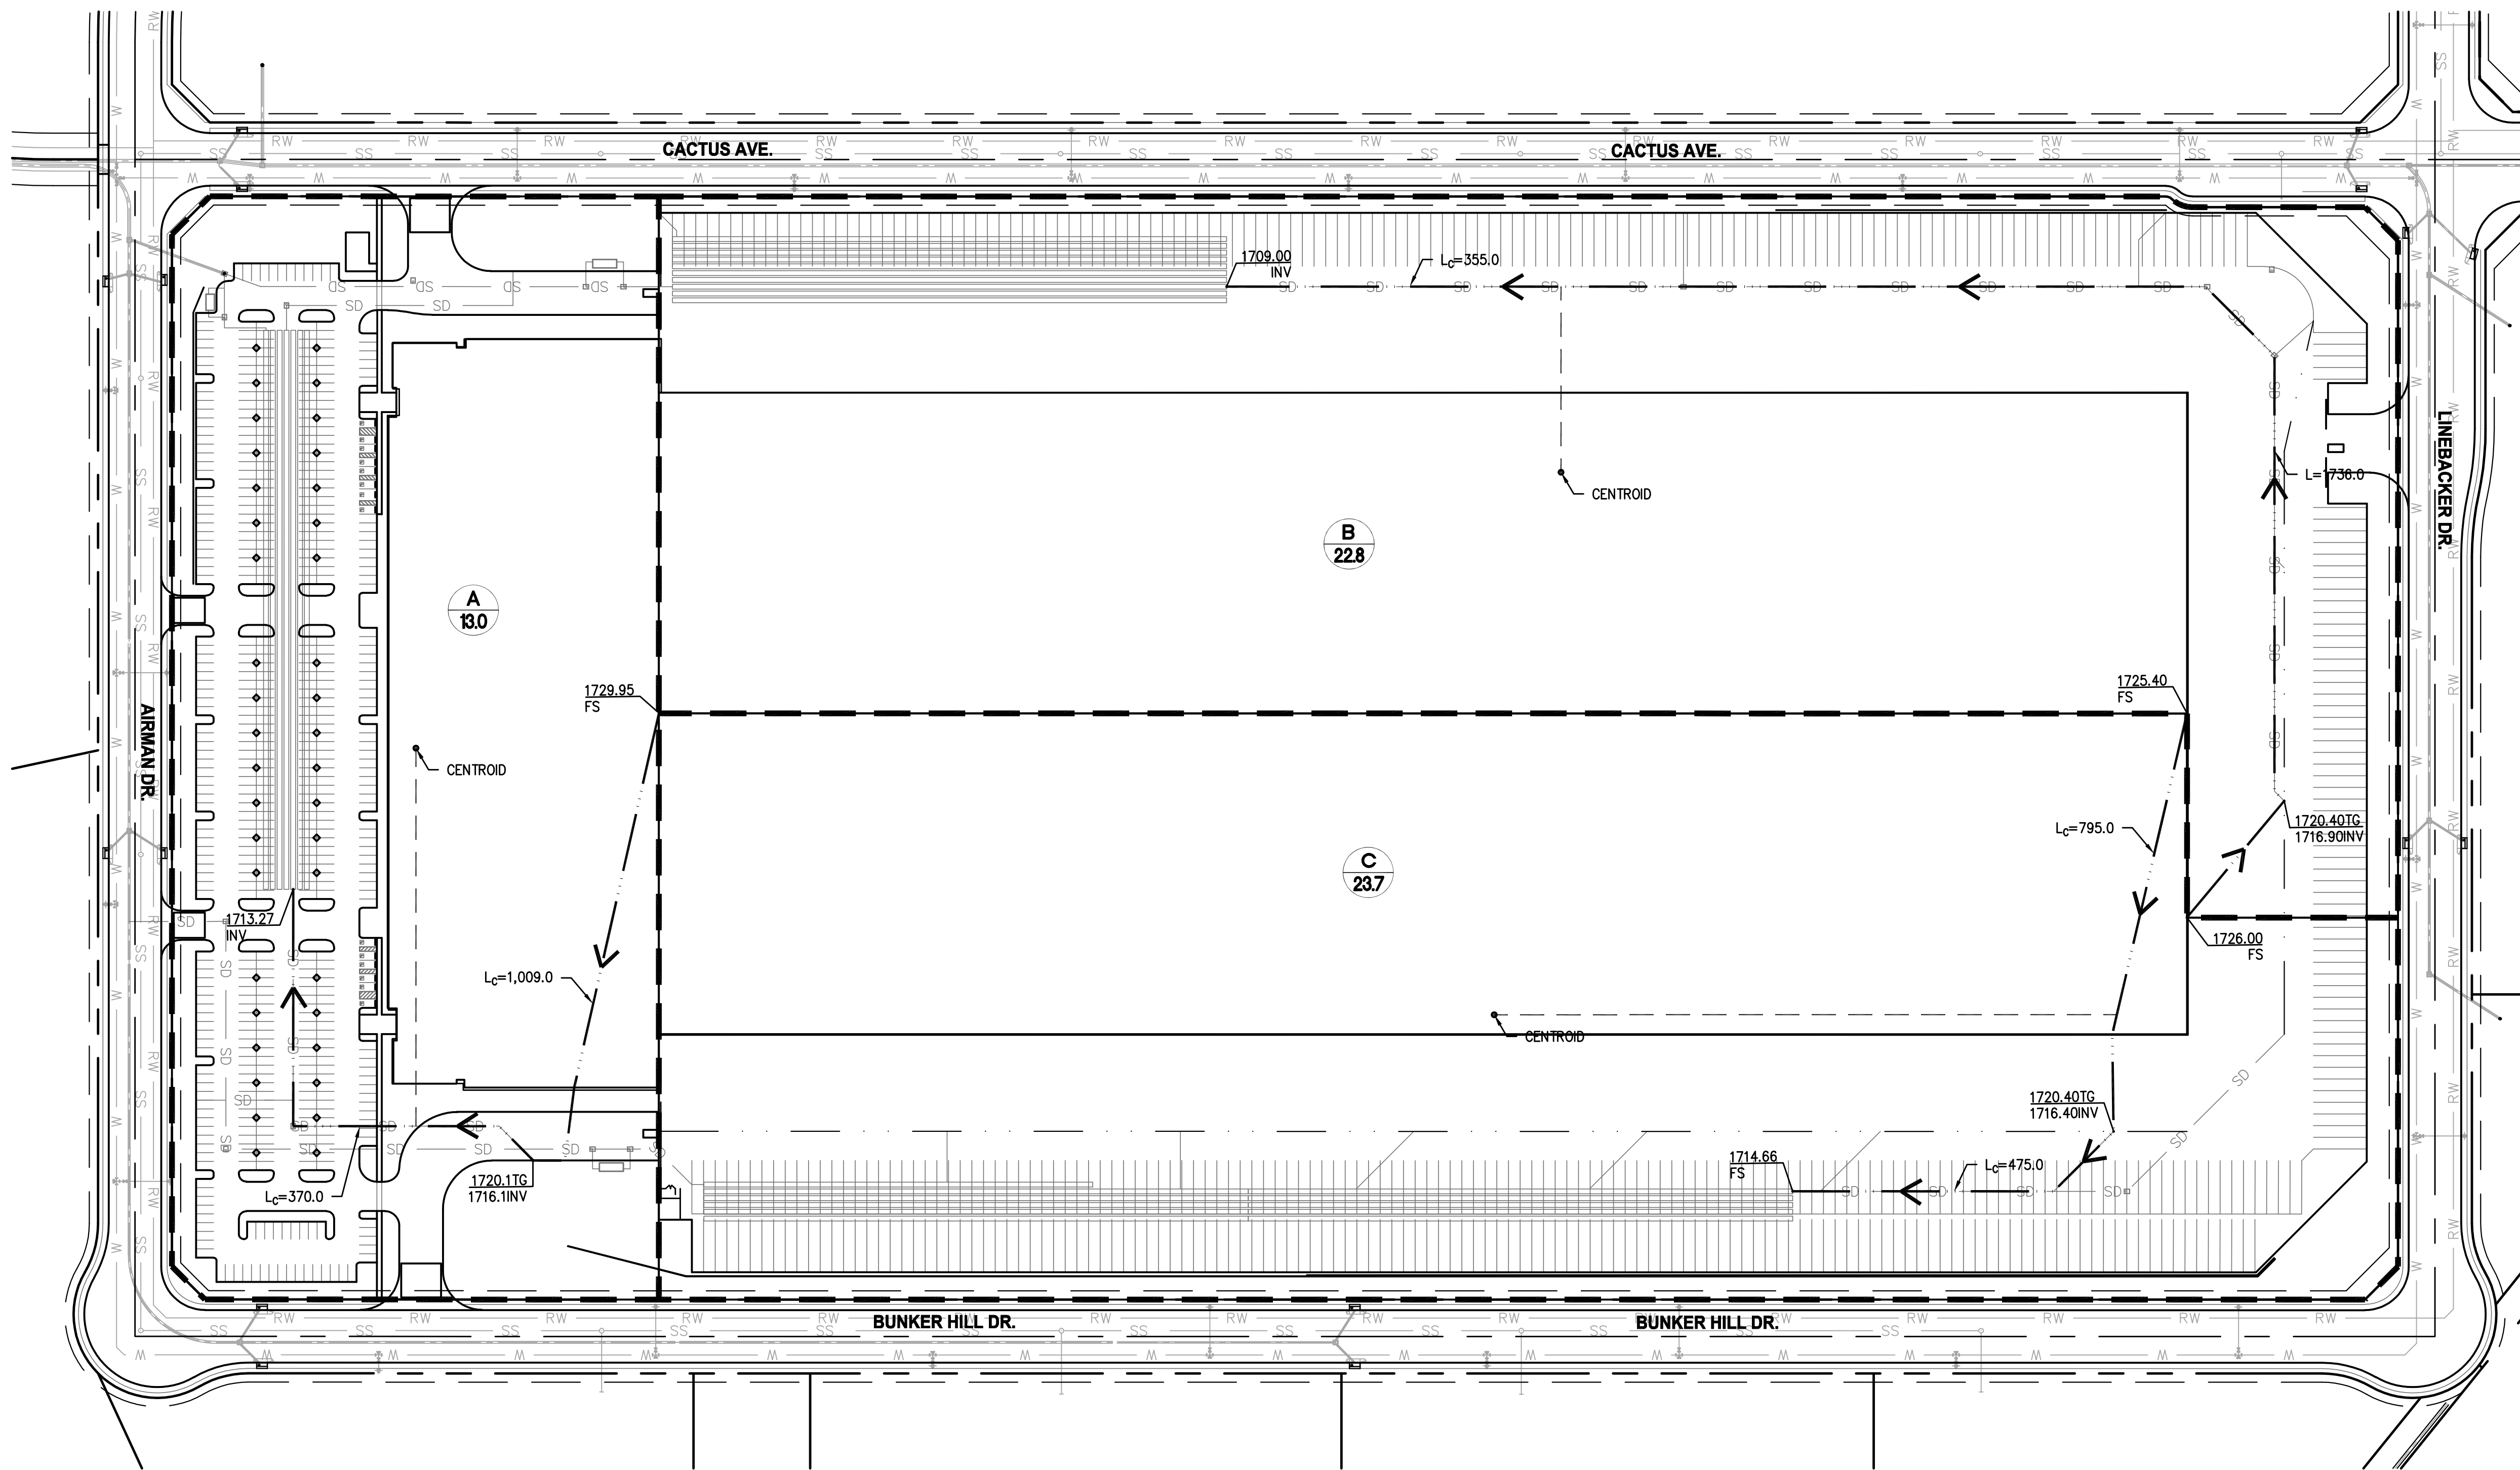 CACTUS AVE.
CACTUS AVE.
1709.00
INV
LC=355.0
CENTROID
L=1736.0
LINEBACKER DR.
B
22.8
A
13.0
1729.95
FS
1725.40
FS
AIRMAN DR.
CENTROID
LC=795.0
1720.40TG
1716.90INV
C
23.7
1713.27
INV
1726.00
FS
LC=1,009.0
CENTROID
1720.40TG
1716.40INV
1714.66
FS
LC=475.0
1720.1TG
1716.1INV
LC=370.0
BUNKER HILL DR.
BUNKER HILL DR.
RW
SS
W
SD